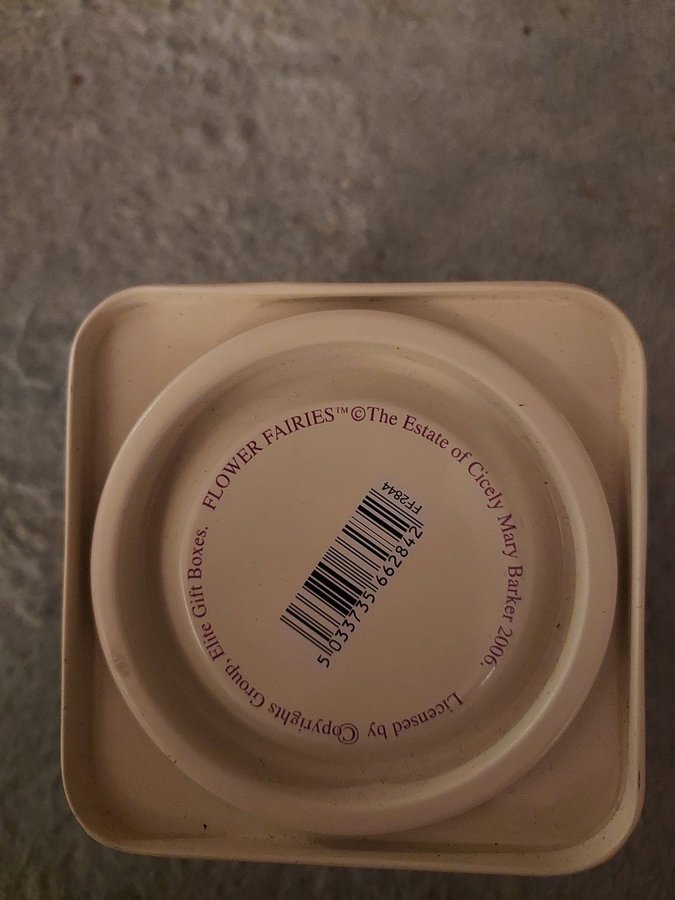 FLOWER FAIRIES™ ©The Estate of Cicely Mary Barker 2006.
Licensed by ©opyrights Group, Elite Gift Boxes.
FF2844
5 033735 662842